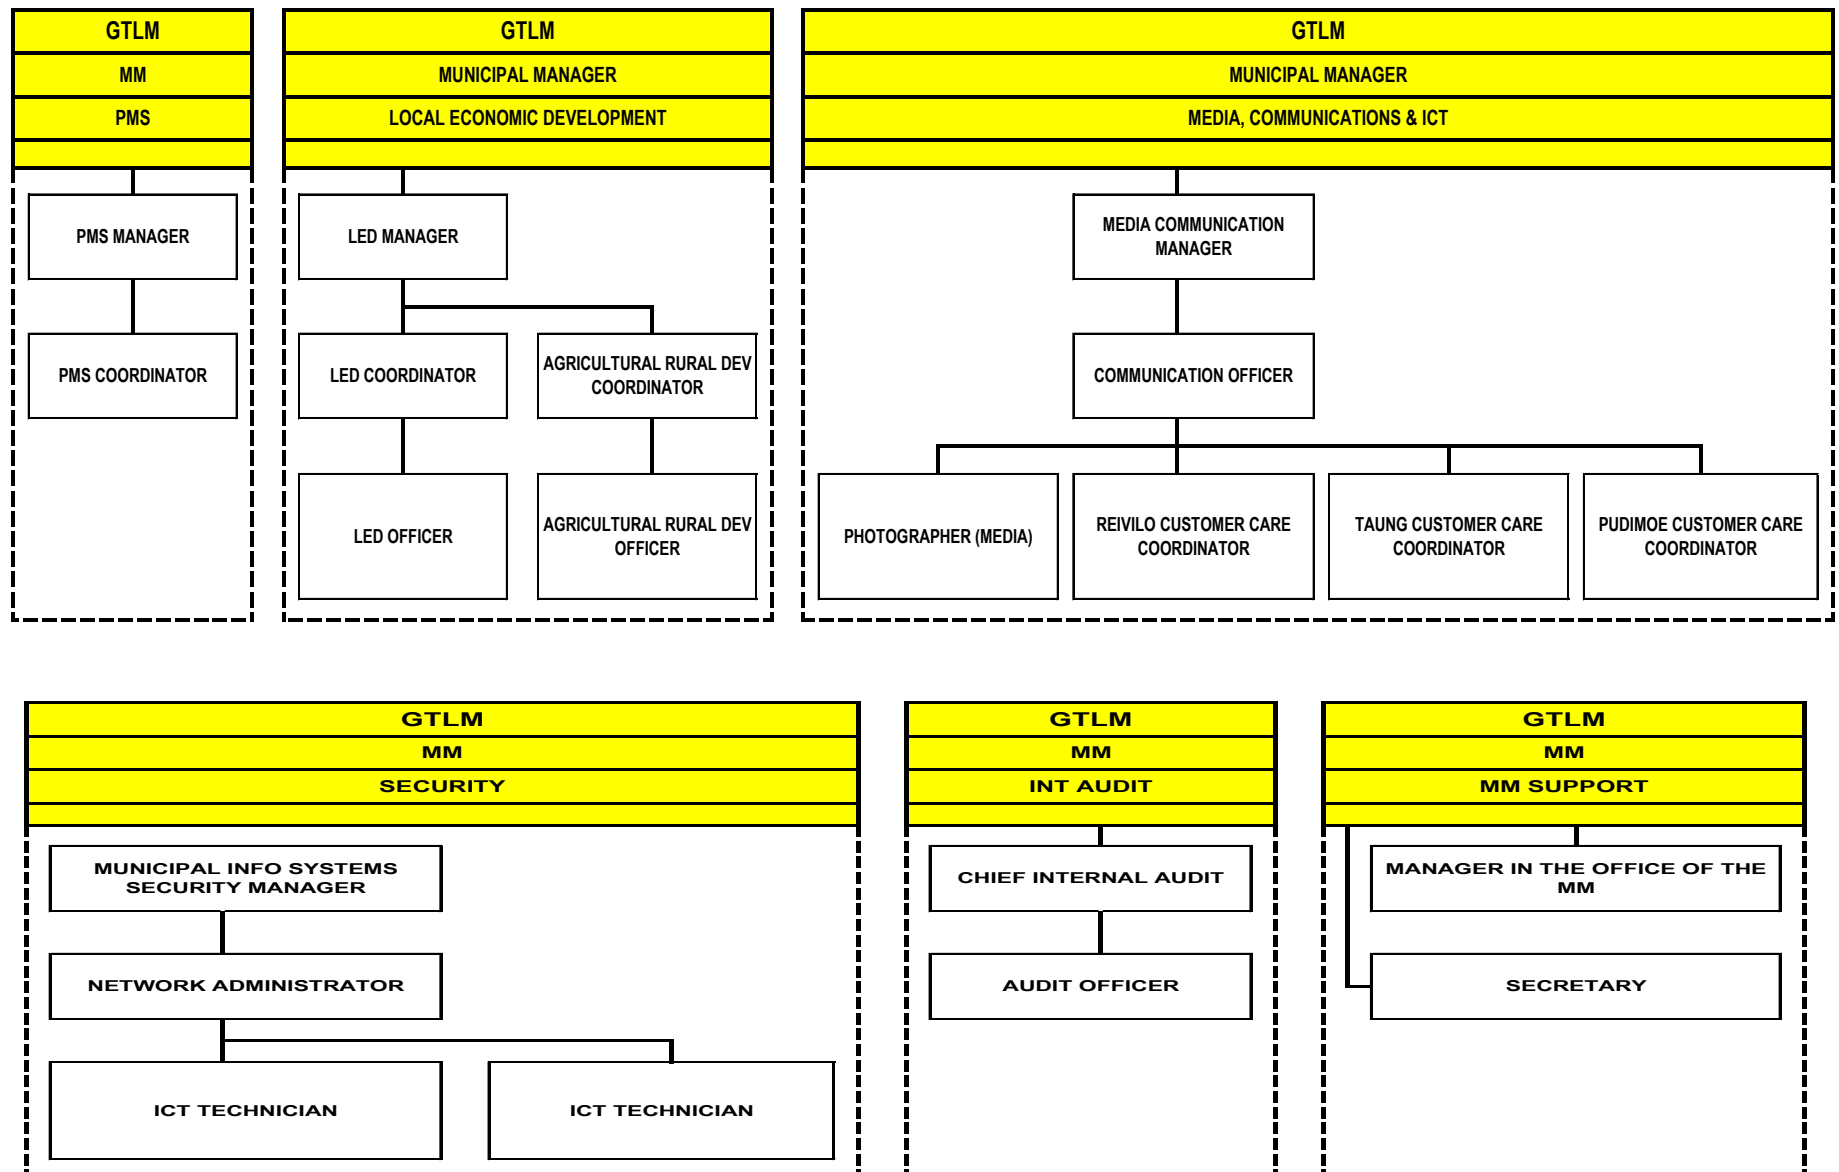 GTLM
MM
PMS
PMS MANAGER
PMS COORDINATOR
GTLM
MUNICIPAL MANAGER
LOCAL ECONOMIC DEVELOPMENT
LED MANAGER
LED COORDINATOR
AGRICULTURAL RURAL DEV
COORDINATOR
LED OFFICER
AGRICULTURAL RURAL DEV
OFFICER
GTLM
MUNICIPAL MANAGER
MEDIA, COMMUNICATIONS & ICT
MEDIA COMMUNICATION
MANAGER
COMMUNICATION OFFICER
PHOTOGRAPHER (MEDIA)
REIVILO CUSTOMER CARE
COORDINATOR
TAUNG CUSTOMER CARE
COORDINATOR
PUDIMOE CUSTOMER CARE
COORDINATOR
GTLM
MM
SECURITY
MUNICIPAL INFO SYSTEMS
SECURITY MANAGER
NETWORK ADMINISTRATOR
ICT TECHNICIAN
ICT TECHNICIAN
GTLM
MM
INT AUDIT
CHIEF INTERNAL AUDIT
AUDIT OFFICER
GTLM
MM
MM SUPPORT
MANAGER IN THE OFFICE OF THE
MM
SECRETARY